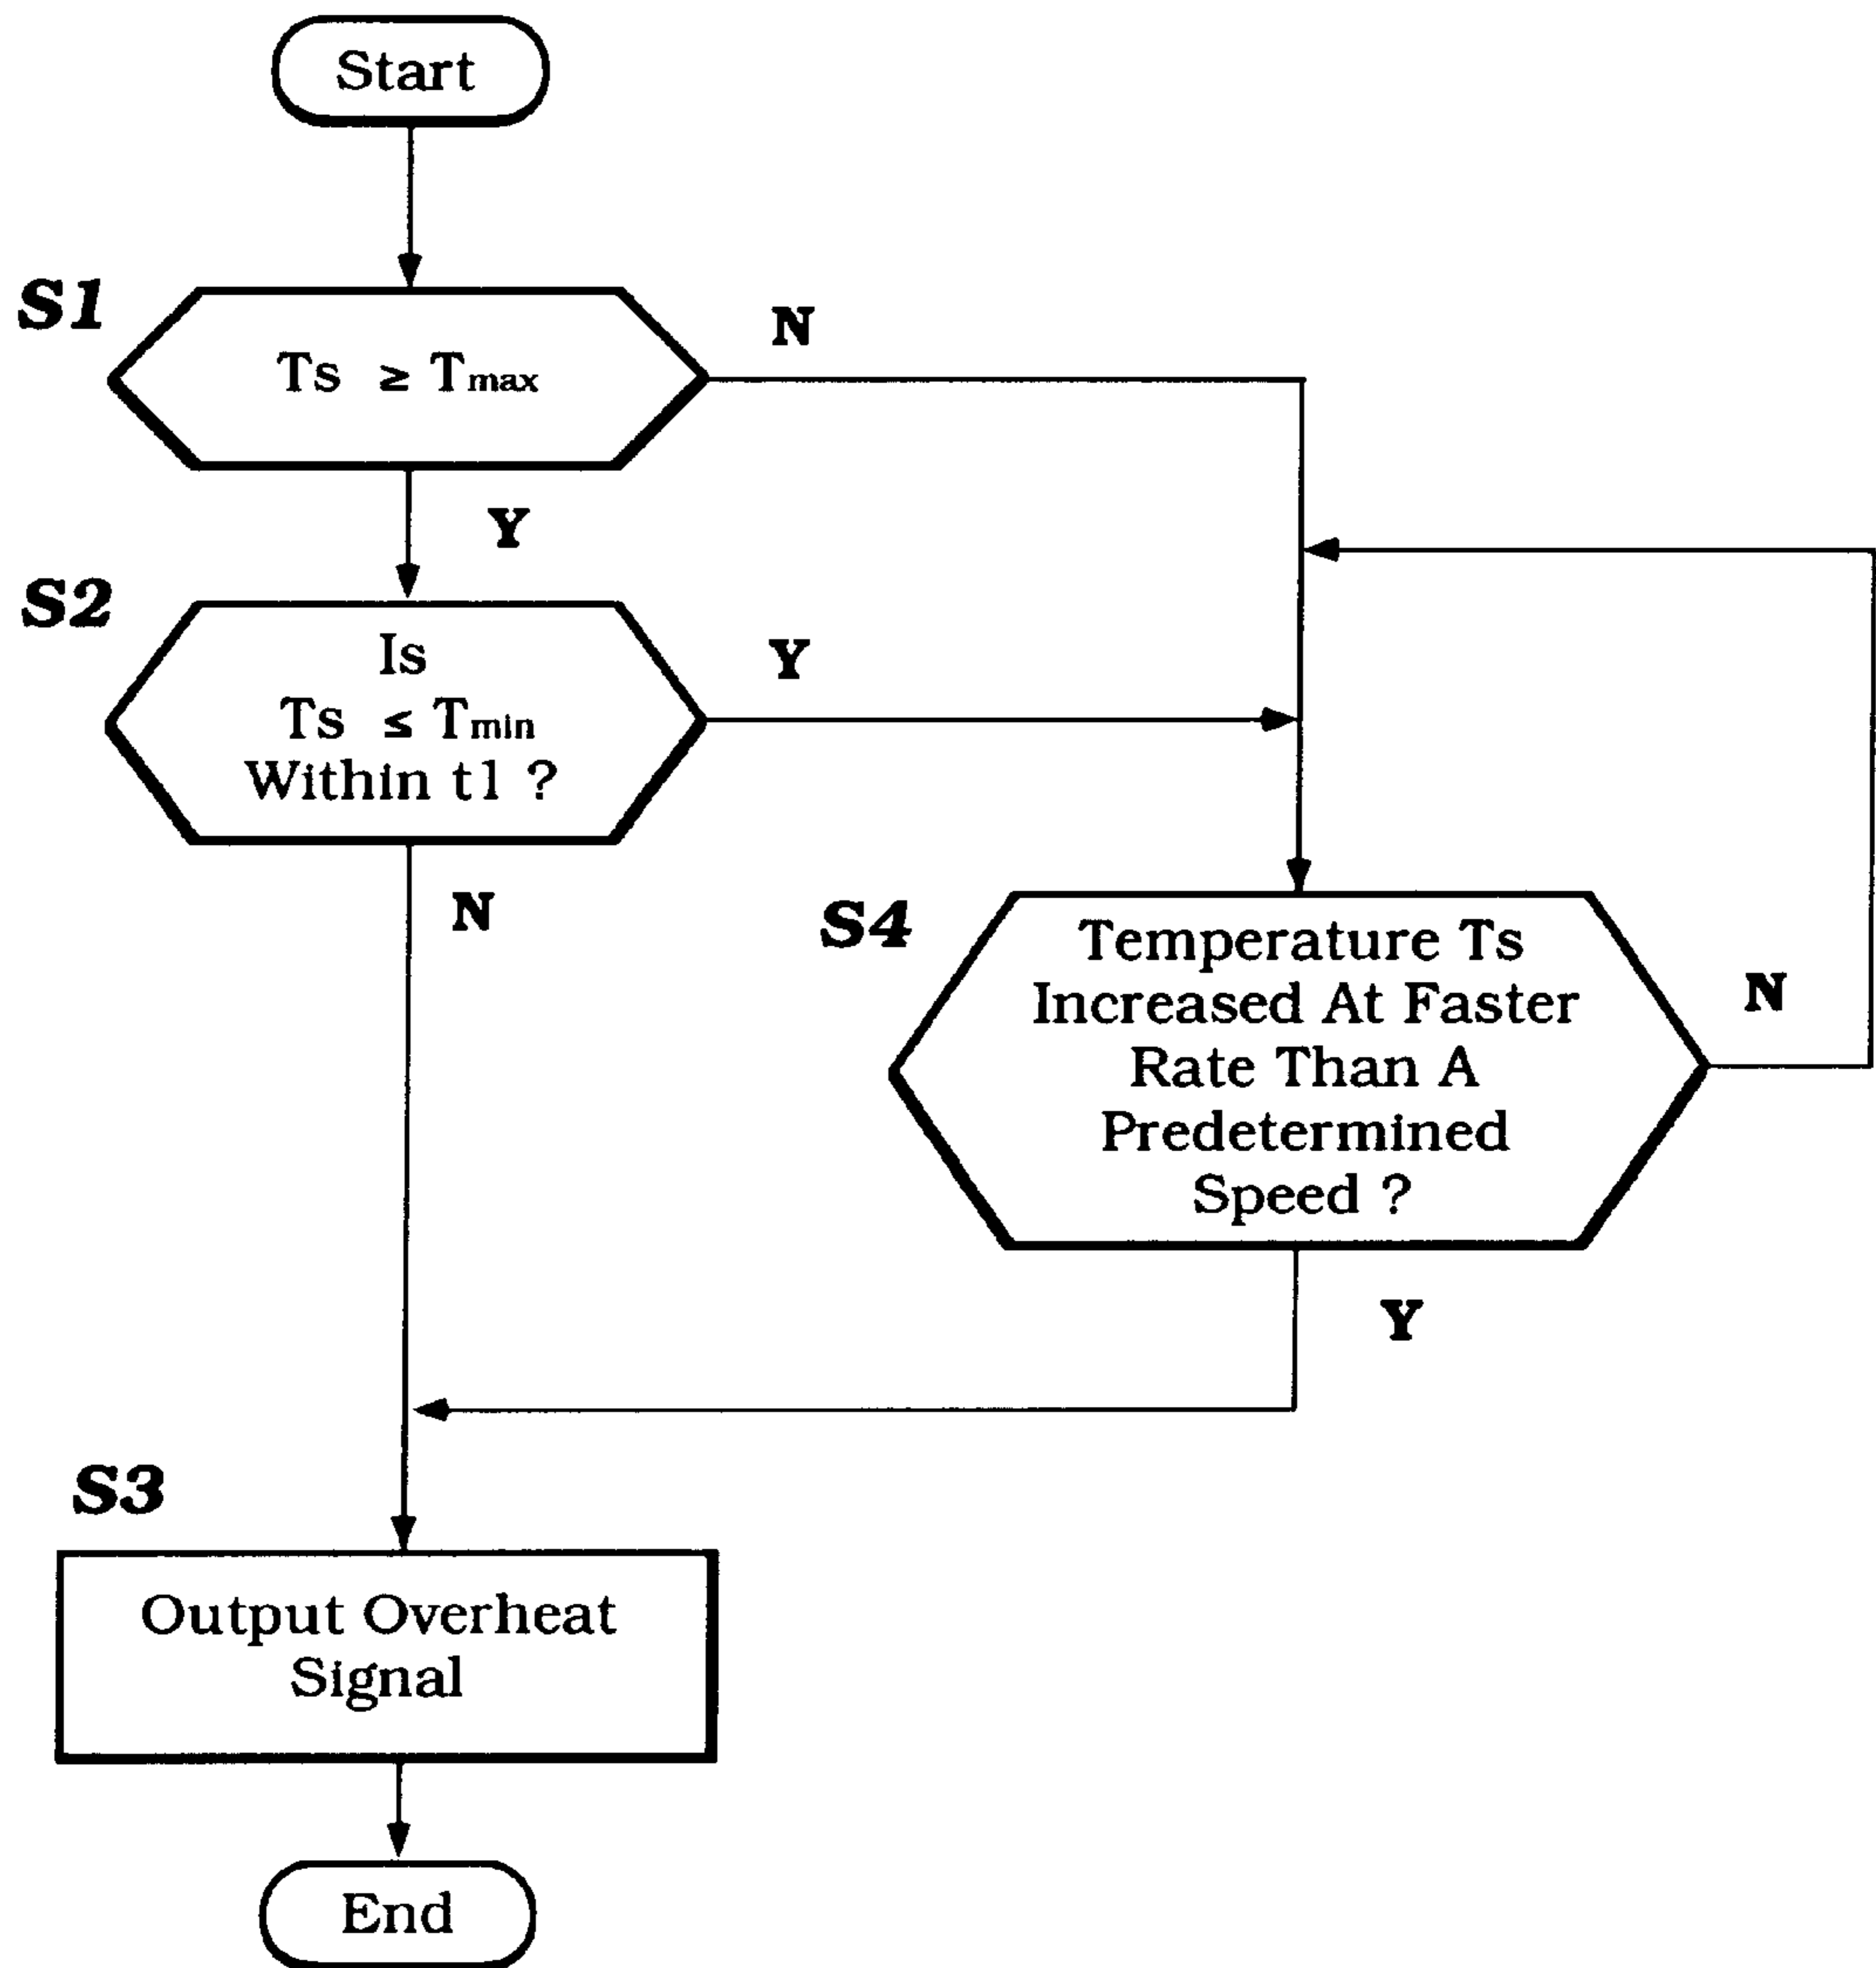 Start
S1
Ts ≥ Tmax
N
Y
S2
Is
Ts ≤ Tmin
Within t1 ?
Y
N
S4
Temperature Ts
Increased At Faster
Rate Than A
Predetermined
Speed ?
N
Y
S3
Output Overheat
Signal
End